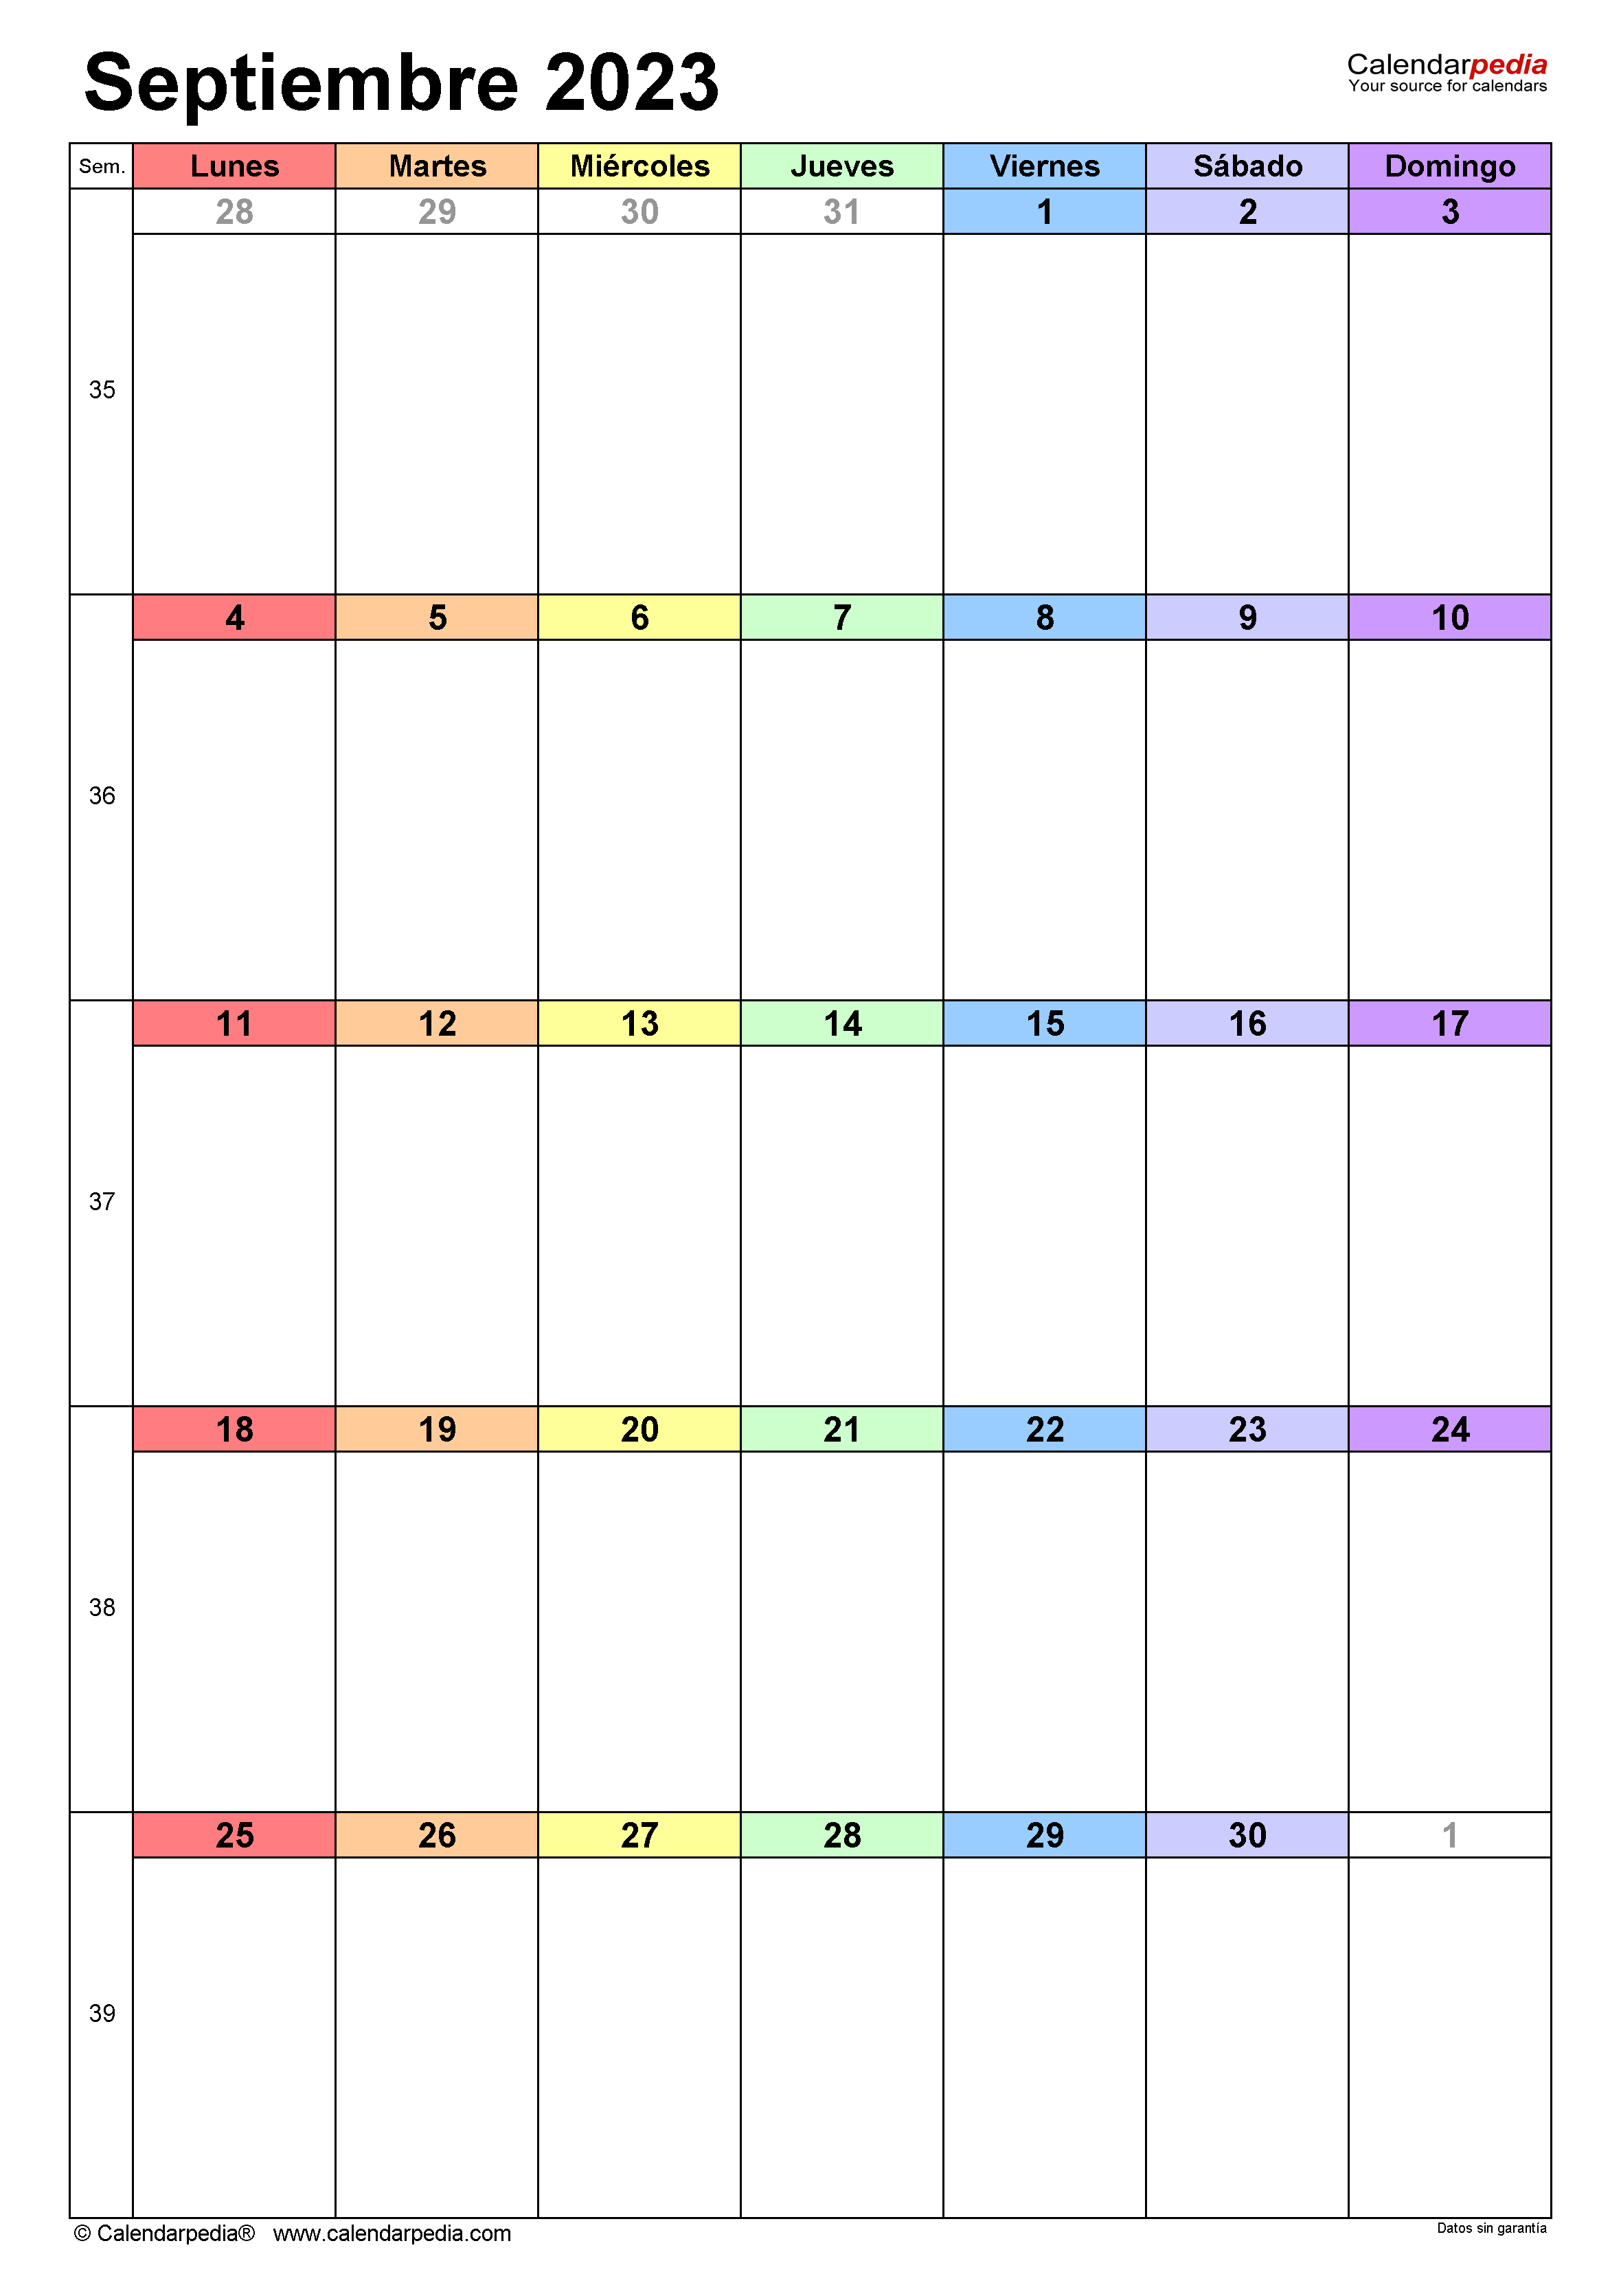 Septiembre 2023
Calendarpedia
Your source for calendars
Sem. Lunes Martes Miércoles Jueves Viernes Sábado Domingo
28 29 30 31 1 2 3
35
4 5 6 7 8 9 10
36
11 12 13 14 15 16 17
37
18 19 20 21 22 23 24
38
25 26 27 28 29 30 1
39
© Calendarpedia® www.calendarpedia.com
Datos sin garantía